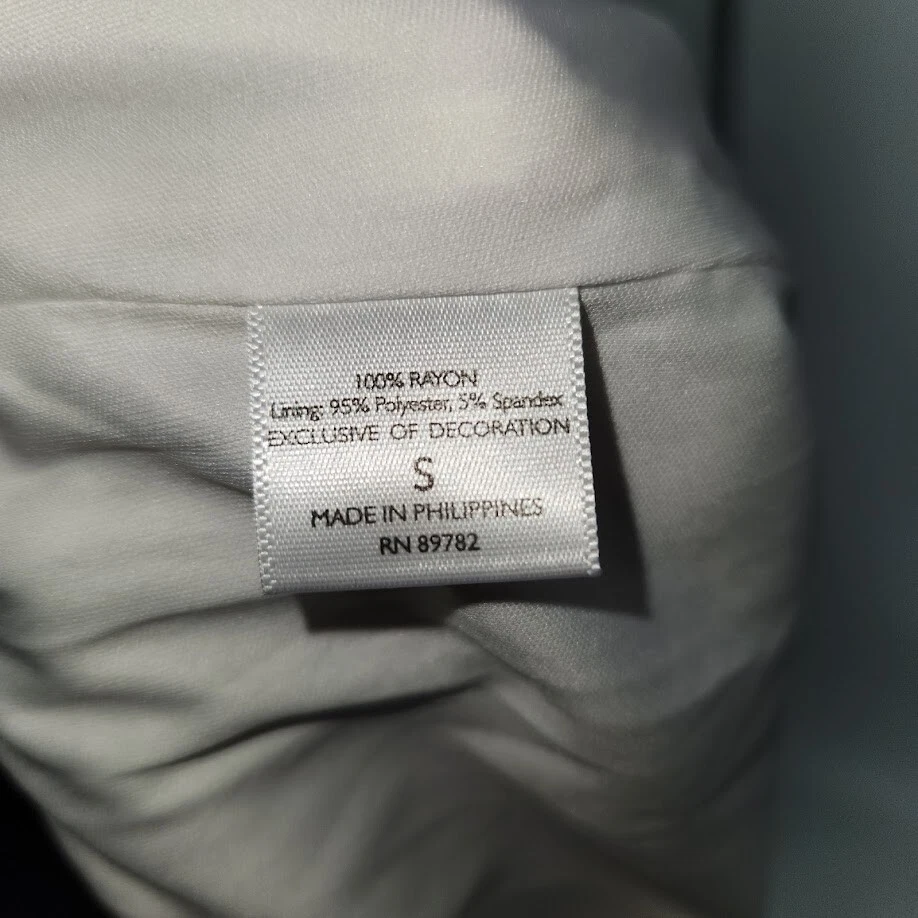 100% RAYON
Lining: 95% Polyester, 5% Spandex
EXCLUSIVE OF DECORATION
S
MADE IN PHILIPPINES
RN 89782